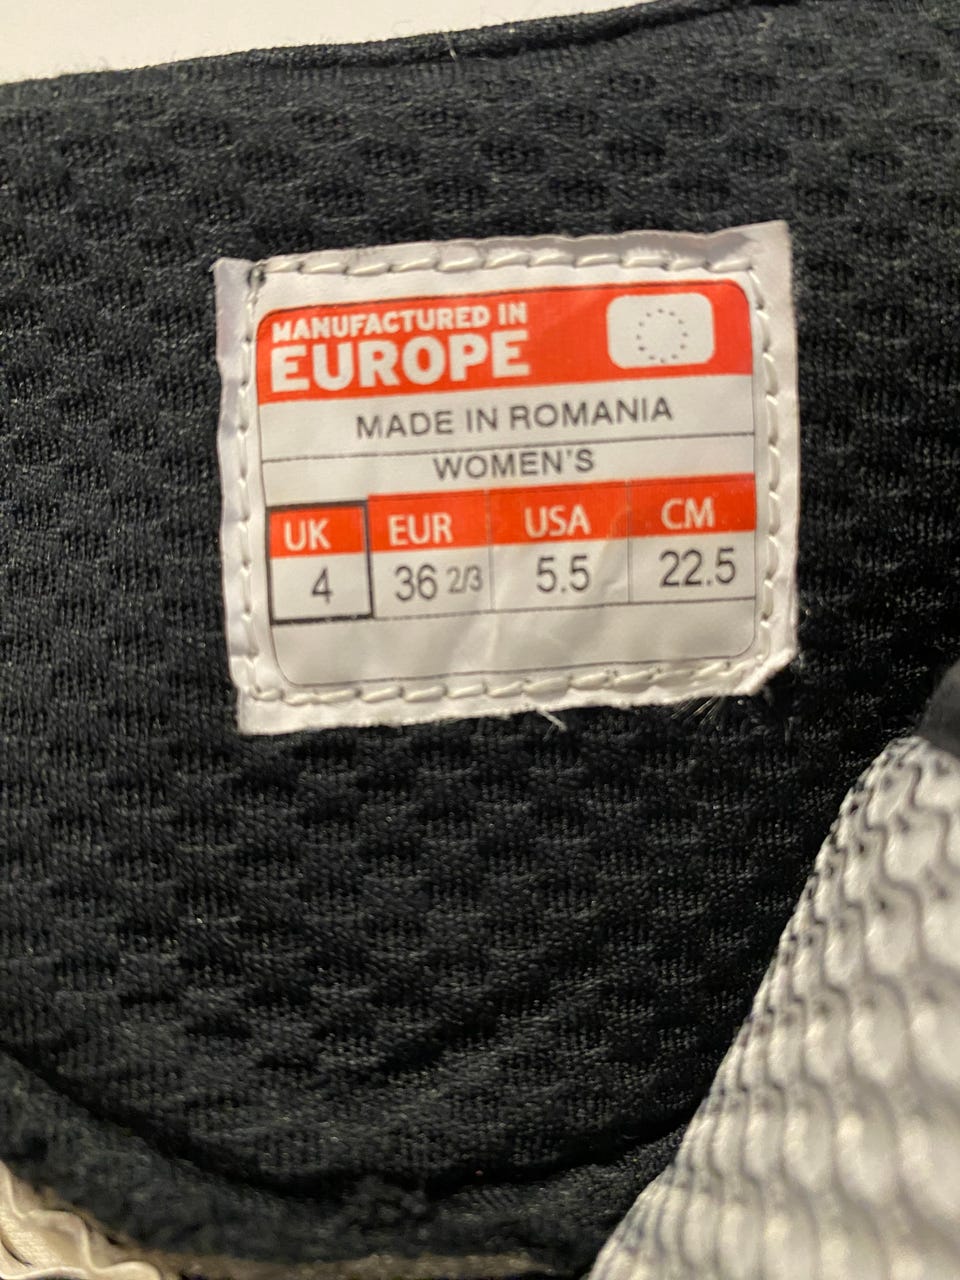 MANUFACTURED IN
EUROPE
MADE IN ROMANIA
WOMEN'S
UK EUR USA CM
4 36 2/3 5.5 22.5